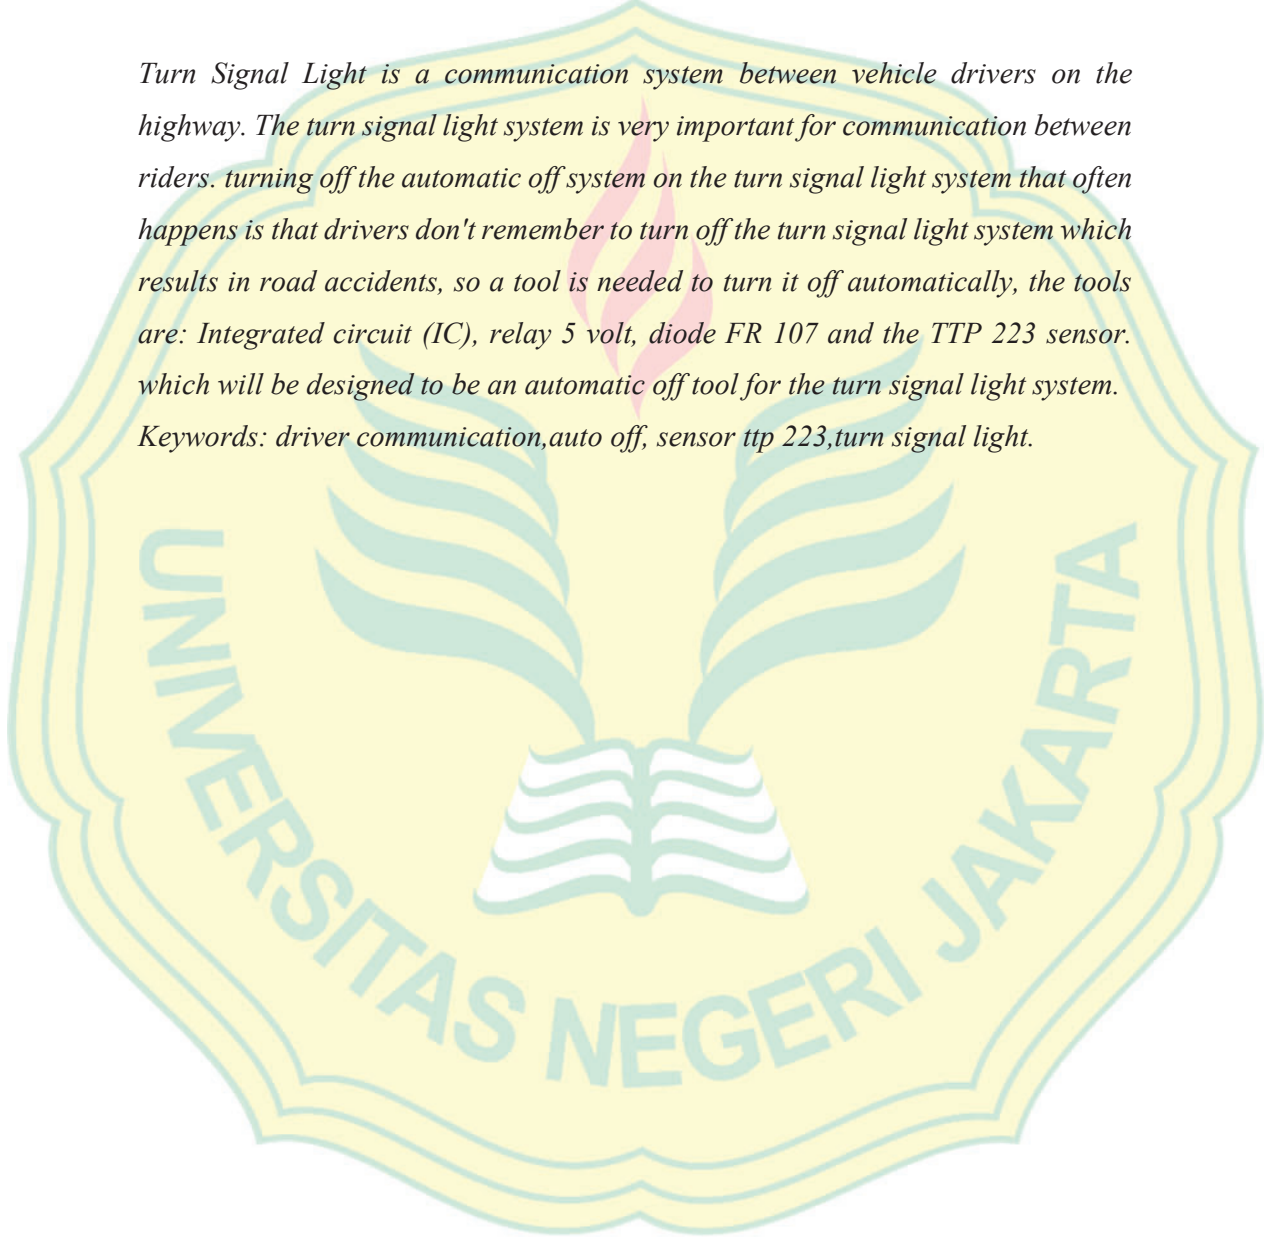 Turn Signal Light is a communication system between vehicle drivers on the
highway. The turn signal light system is very important for communication between
riders. turning off the automatic off system on the turn signal light system that often
happens is that drivers don't remember to turn off the turn signal light system which
results in road accidents, so a tool is needed to turn it off automatically, the tools
are: Integrated circuit (IC), relay 5 volt, diode FR 107 and the TTP 223 sensor.
which will be designed to be an automatic off tool for the turn signal light system.
Keywords: driver communication,auto off, sensor ttp 223,turn signal light.
UNIVERSITAS NEGERI JAKARTA